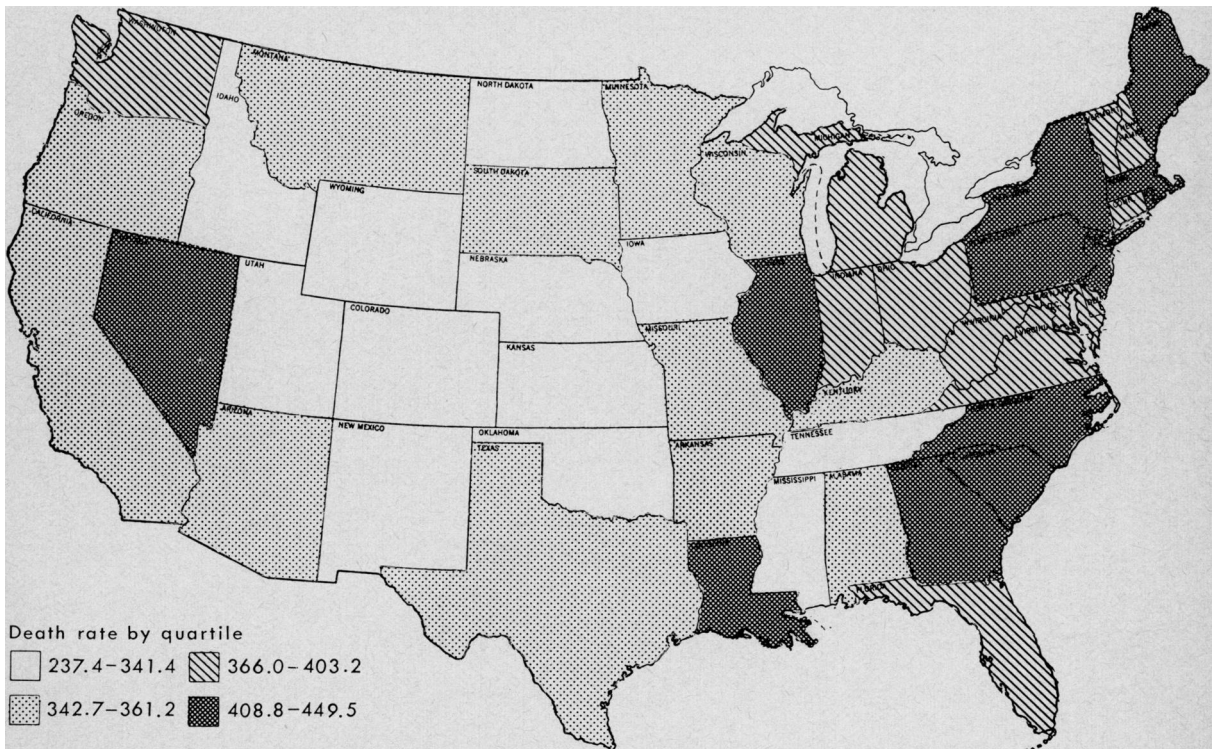 WASHINGTON
MONTANA
NORTH DAKOTA
MINNESOTA
IDAHO
OREGON
MICHIGAN
WISCONSIN
SOUTH DAKOTA
WYOMING
CALIFORNIA
IOWA
UTAH
NEBRASKA
INDIANA
OHIO
COLORADO
W. VIRGINIA
VIRGINIA
MISSOURI
KANSAS
KENTUCKY
ARIZONA
NEW MEXICO
OKLAHOMA
TENNESSEE
TEXAS
ARKANSAS
MISSISSIPPI
ALABAMA
FLORIDA
Death rate by quartile
237.4–341.4
366.0–403.2
342.7–361.2
408.8–449.5